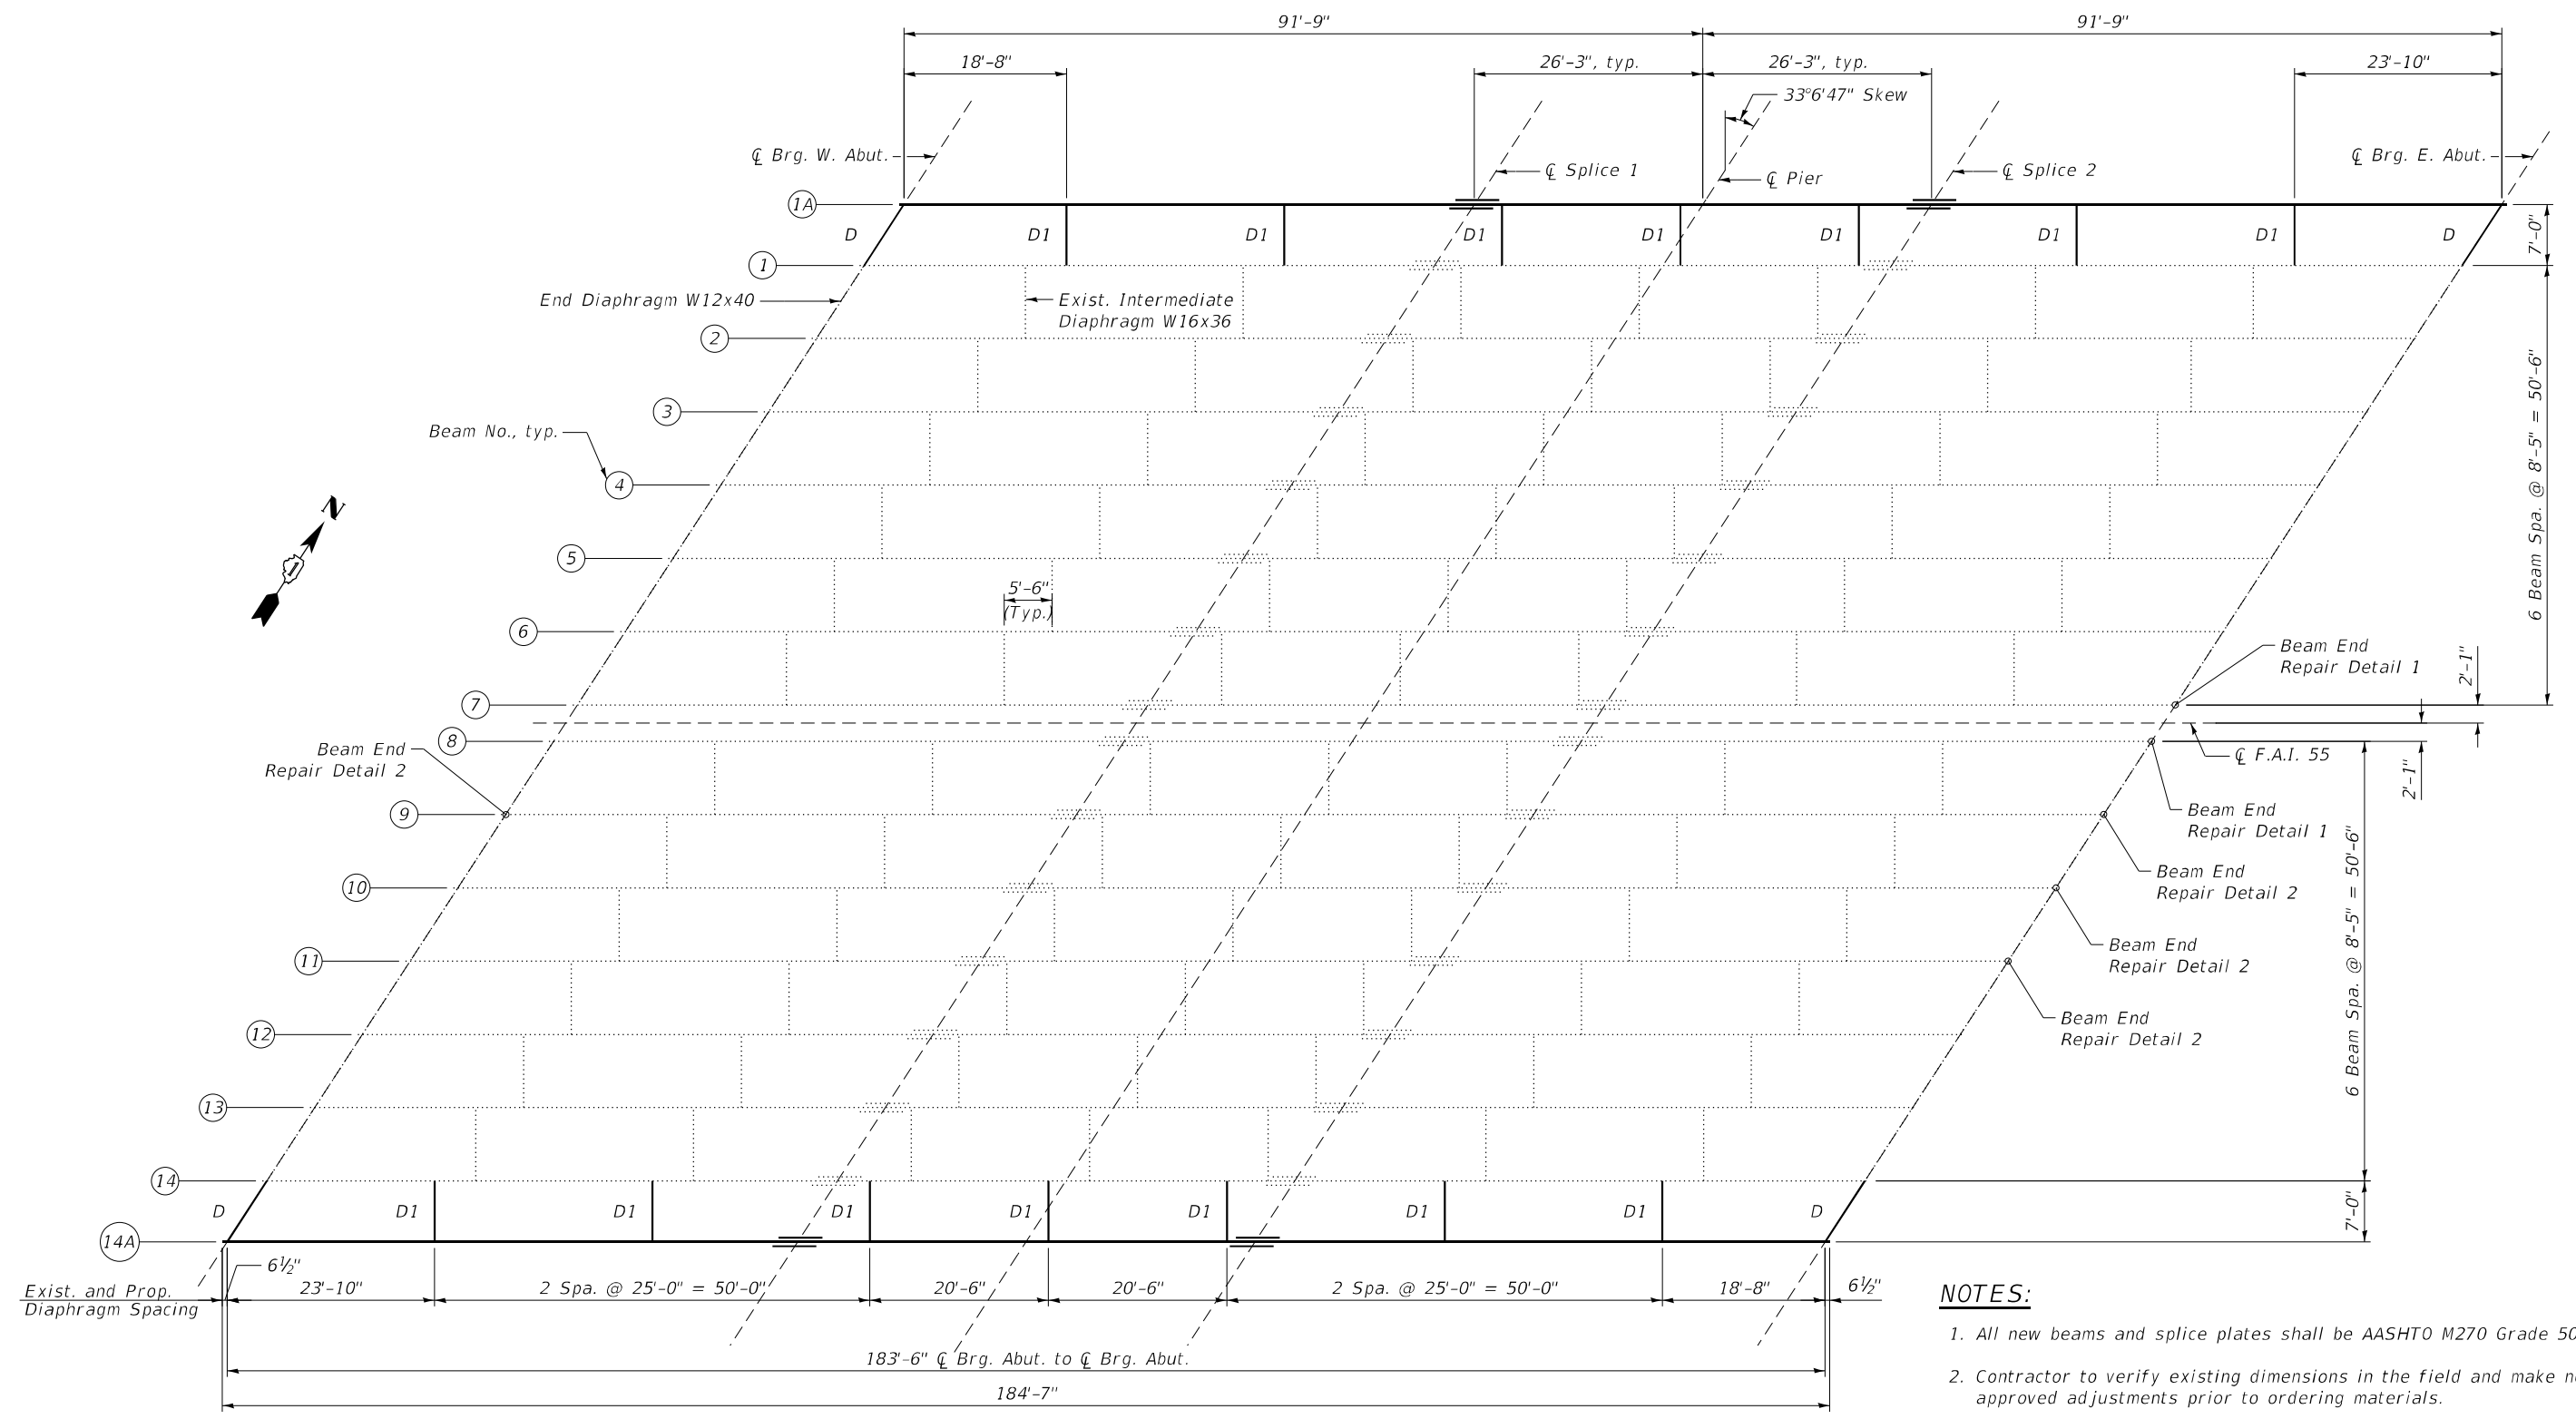 91'-9" 91'-9"
18'-8" 26'-3", typ. 26'-3", typ. 23'-10"
33°6'47" Skew
℄ Brg. W. Abut. ℄ Splice 1 ℄ Pier ℄ Splice 2 ℄ Brg. E. Abut.
1A
D D1 D1 D1 D1 D1 D1 D1 D
7'-0"
1
End Diaphragm W12x40
Exist. Intermediate
Diaphragm W16x36
2
3
Beam No., typ.
4
6 Beam Spa. @ 8'-5" = 50'-6"
N
5
5'-6"
(Typ.)
6
Beam End
Repair Detail 1
2'-1"
7
8
Beam End
Repair Detail 2
℄ F.A.I. 55
2'-1"
9
Beam End
Repair Detail 1
Beam End
Repair Detail 2
10
6 Beam Spa. @ 8'-5" = 50'-6"
Beam End
Repair Detail 2
11
Beam End
Repair Detail 2
12
13
14
D D1 D1 D1 D1 D1 D1 D1 D
7'-0"
14A
6½"
Exist. and Prop.
Diaphragm Spacing
23'-10" 2 Spa. @ 25'-0" = 50'-0" 20'-6" 20'-6" 2 Spa. @ 25'-0" = 50'-0" 18'-8" 6½"
183'-6" ℄ Brg. Abut. to ℄ Brg. Abut.
184'-7"
NOTES:
1. All new beams and splice plates shall be AASHTO M270 Grade 50
2. Contractor to verify existing dimensions in the field and make
approved adjustments prior to ordering materials.